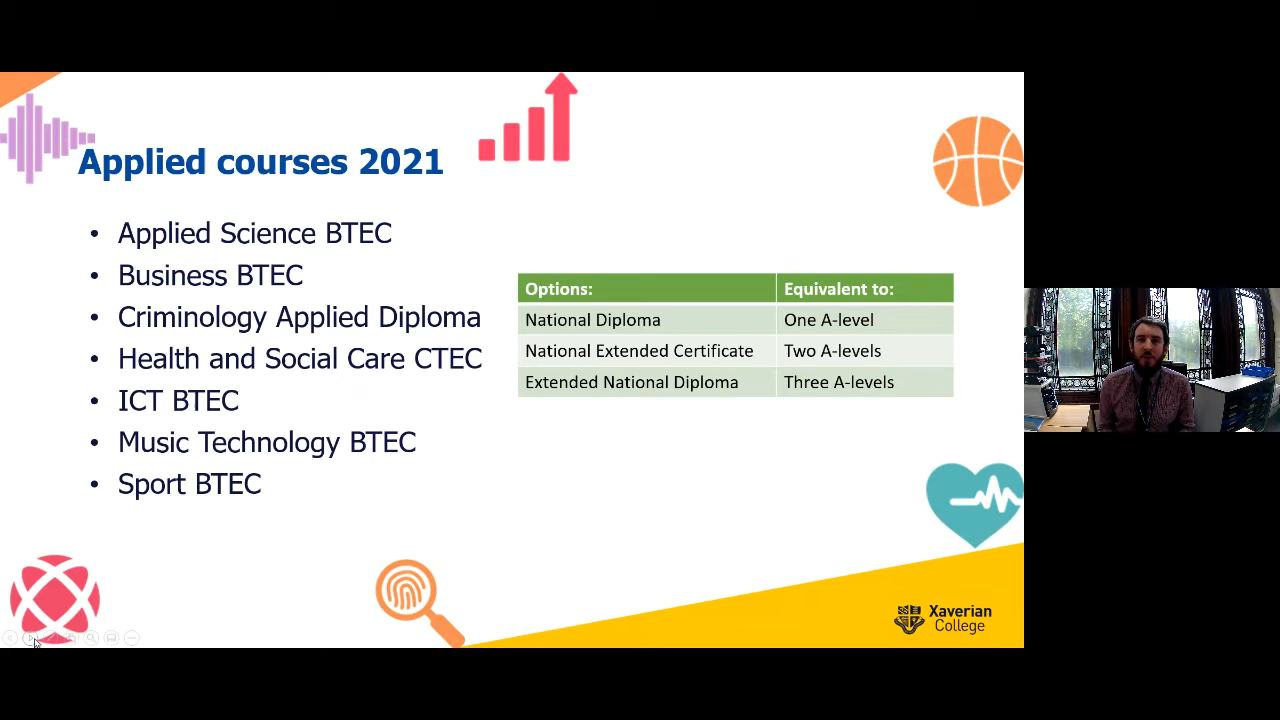 Applied courses 2021
• Applied Science BTEC
• Business BTEC
• Criminology Applied Diploma
• Health and Social Care CTEC
• ICT BTEC
• Music Technology BTEC
• Sport BTEC
Options: Equivalent to:
National Diploma One A-level
National Extended Certificate Two A-levels
Extended National Diploma Three A-levels
Xaverian
College